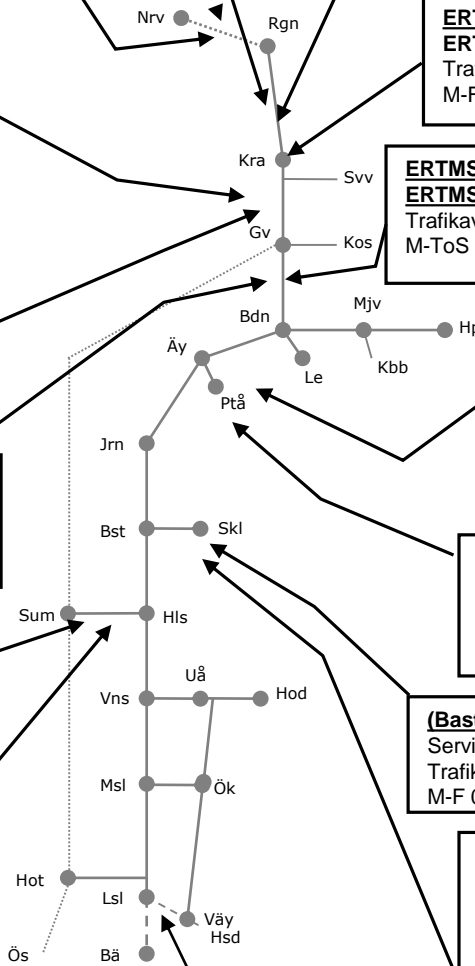 Nrv
Rgn
ERT
ERT
Tra
M-F
Kra
Svv
ERTMS
ERTMS
Trafikav
M-ToS
Gv
Kos
Bdn
Mjv
Hp
Äy
Le
Kbb
Ptå
Jrn
Bst
Skl
Sum
Hls
Uå
Vns
Hod
(Bast
Servi
Trafik
M-F 0
Msl
Ök
Hot
Lsl
Väy
Hsd
Ös
Bä